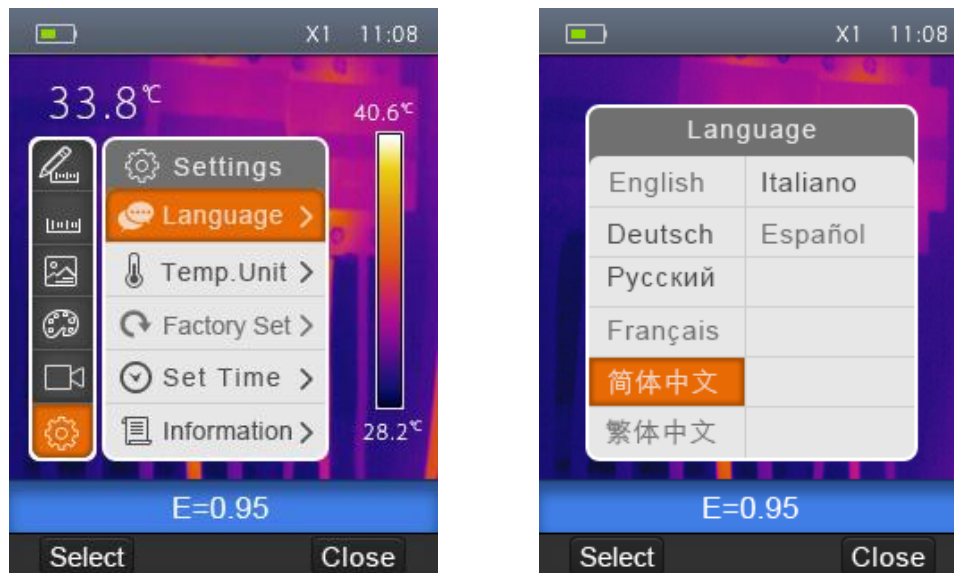 X1 11:08
33.8℃
40.6℃
Settings
Language
Temp.Unit
Factory Set
Set Time
Information
28.2℃
E=0.95
Select Close
X1 11:08
Language
English Italiano
Deutsch Español
Русский
Français
简体中文
繁体中文
E=0.95
Select Close